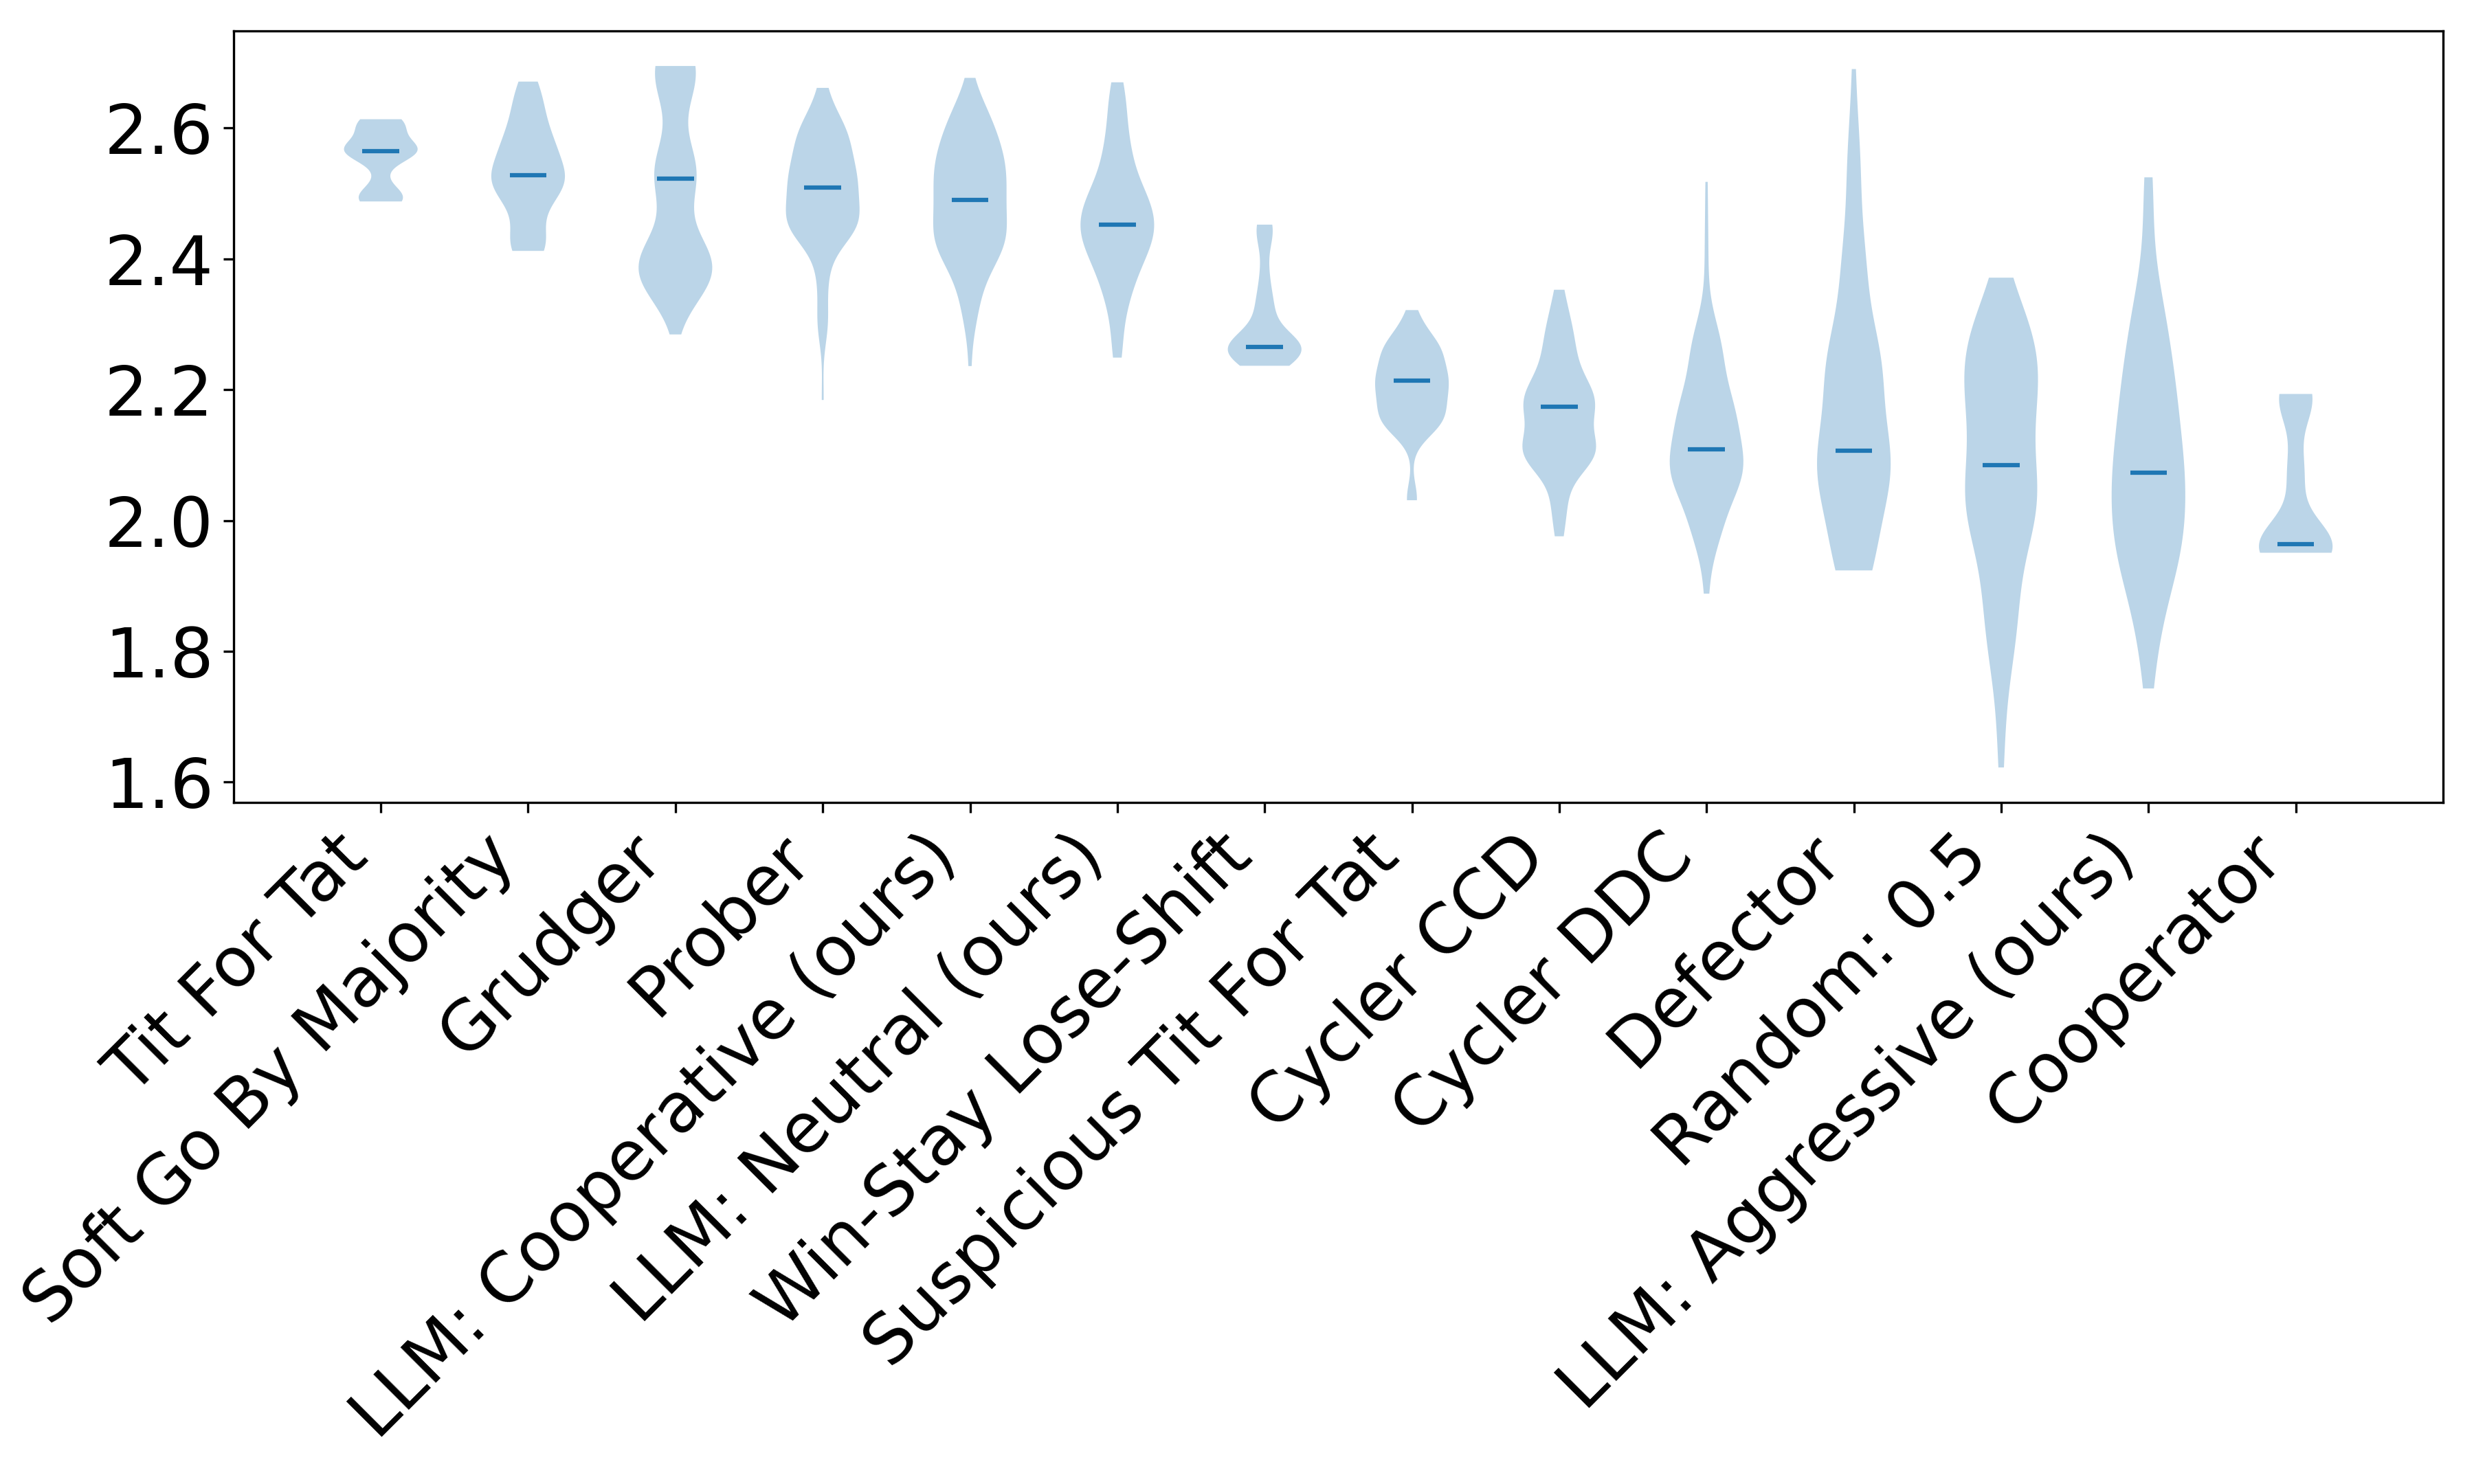 2.6
2.4
2.2
2.0
1.8
1.6
Tit For Tat
Soft Go By Majority
Grudger
Prober
LLM: Cooperative (ours)
LLM: Neutral (ours)
Win-Stay Lose-Shift
Suspicious Tit For Tat
Cycler CCD
Cycler DDC
Defector
Random: 0.5
LLM: Aggressive (ours)
Cooperator